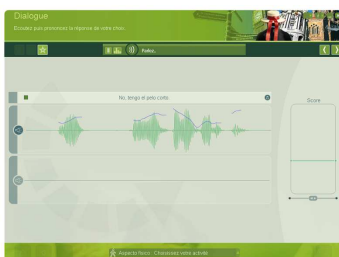 Dialogue
Écoutez puis prononcez la réponse de votre choix.
Parlez.
No, tengo el pelo corto.
Score
Aspecto físico : Choisissez votre activité